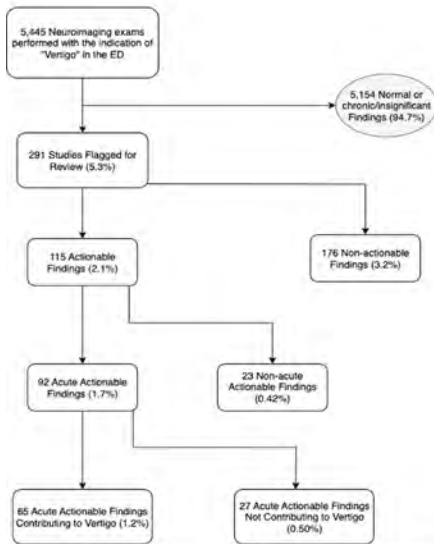 5,445 Neuroimaging exams
performed with the indication of
"Vertigo" in the ED
5,154 Normal or
chronic/insignificant
Findings (94.7%)
291 Studies Flagged for
Review (5.3%)
115 Actionable
Findings (2.1%)
176 Non-actionable
Findings (3.2%)
92 Acute Actionable
Findings (1.7%)
23 Non-acute
Actionable Findings
(0.42%)
65 Acute Actionable Findings
Contributing to Vertigo (1.2%)
27 Acute Actionable Findings
Not Contributing to Vertigo
(0.50%)